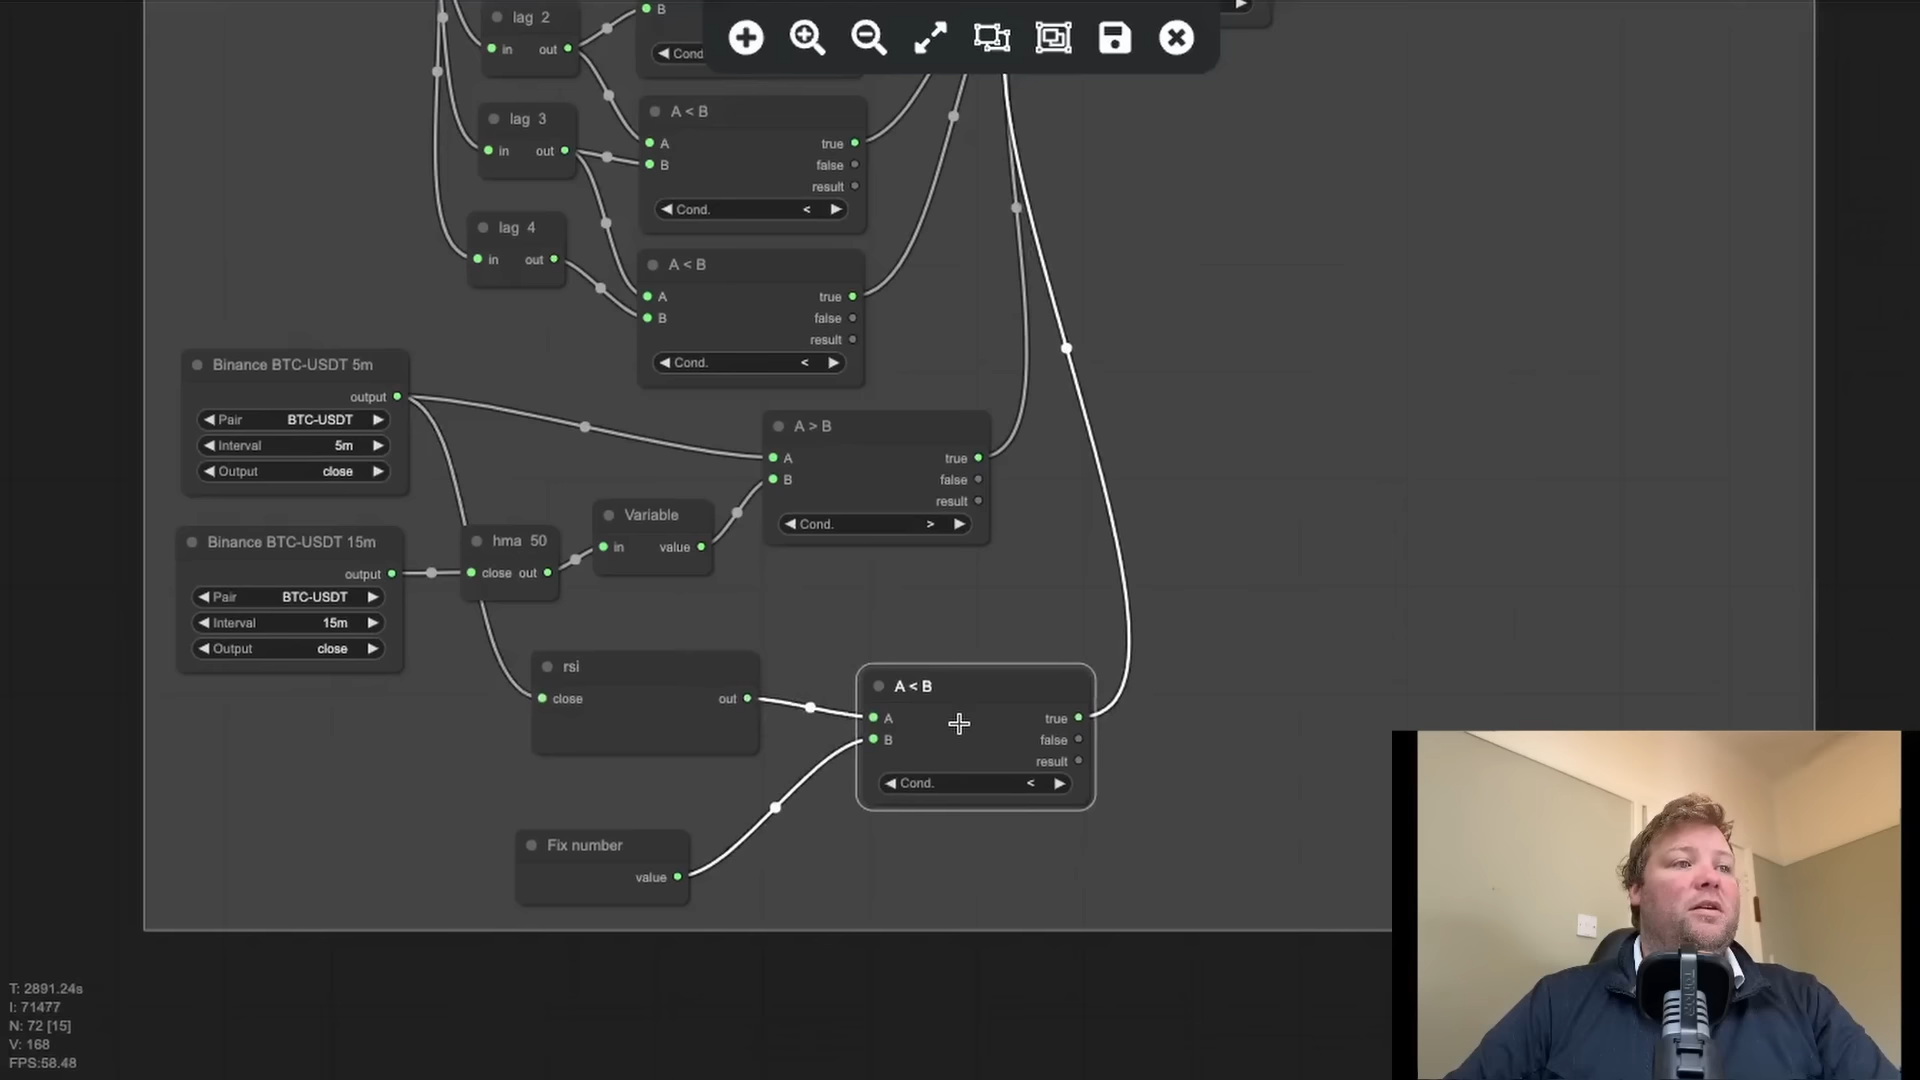 lag 2
in out
B
Cond
A < B
lag 3
A true
in out
B false
result
Cond. <
lag 4
A < B
in out
A true
B false
result
Binance BTC-USDT 5m
Cond. <
output
Pair BTC-USDT
A > B
Interval 5m
A true
Output close
B false
result
Variable
Cond. >
Binance BTC-USDT 15m
hma 50
in value
output
close out
Pair BTC-USDT
Interval 15m
Output close
rsi
A < B
close out
A true
B false
result
Cond. <
Fix number
value
T: 2891.24s
I: 71477
N: 72 [15]
V: 168
FPS:58.48